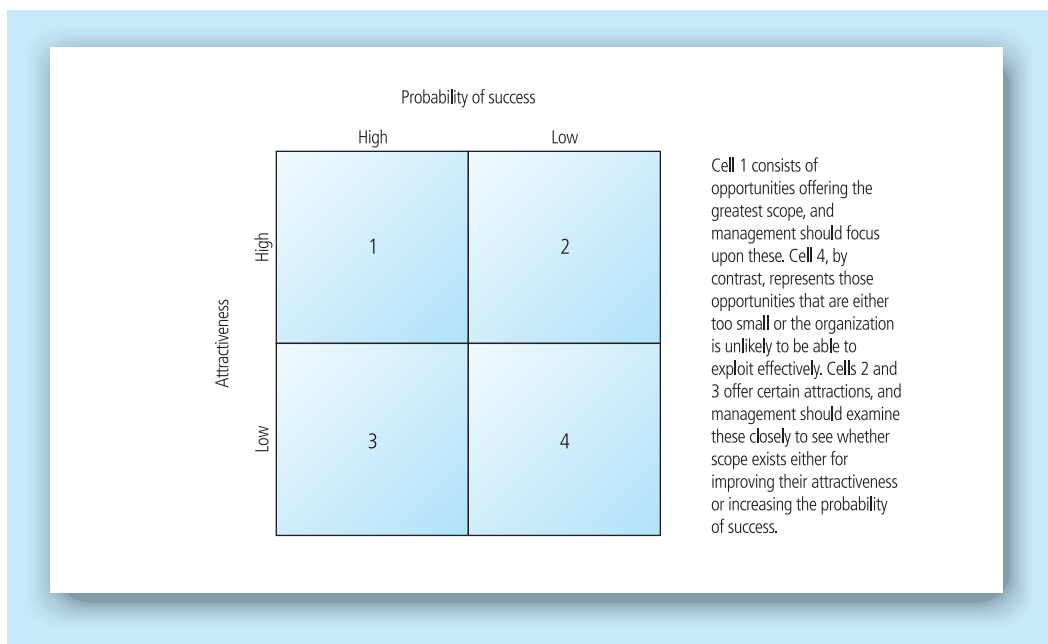 Probability of success
High Low
High
1 2
Attractiveness
Low
3 4
Cell 1 consists of
opportunities offering the
greatest scope, and
management should focus
upon these. Cell 4, by
contrast, represents those
opportunities that are either
too small or the organization
is unlikely to be able to
exploit effectively. Cells 2 and
3 offer certain attractions, and
management should examine
these closely to see whether
scope exists either for
improving their attractiveness
or increasing the probability
of success.